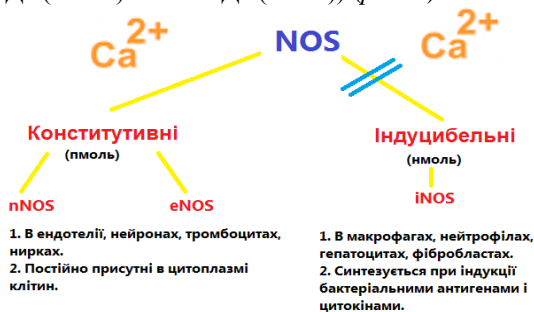 Ca2+
NOS
Ca2+
Конститутивні
(пмоль)
Індуцибельні
(нмоль)
nNOS
eNOS
iNOS
1. В ендотелії, нейронах, тромбоцитах,
нирках.
2. Постійно присутні в цитоплазмі
клітин.
1. В макрофагах, нейтрофілах,
гепатоцитах, фібробластах.
2. Синтезується при індукції
бактеріальними антигенами і
цитокінами.